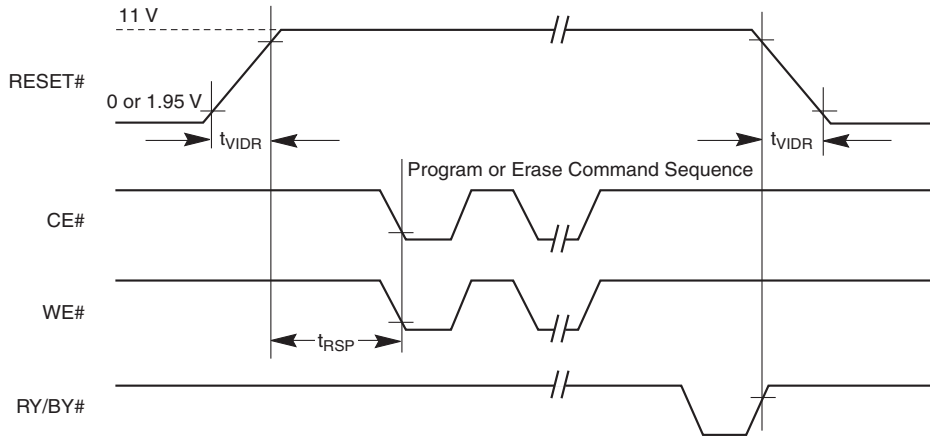 11 V
RESET#
0 or 1.95 V
tVIDR
tVIDR
Program or Erase Command Sequence
CE#
WE#
tRSP
RY/BY#